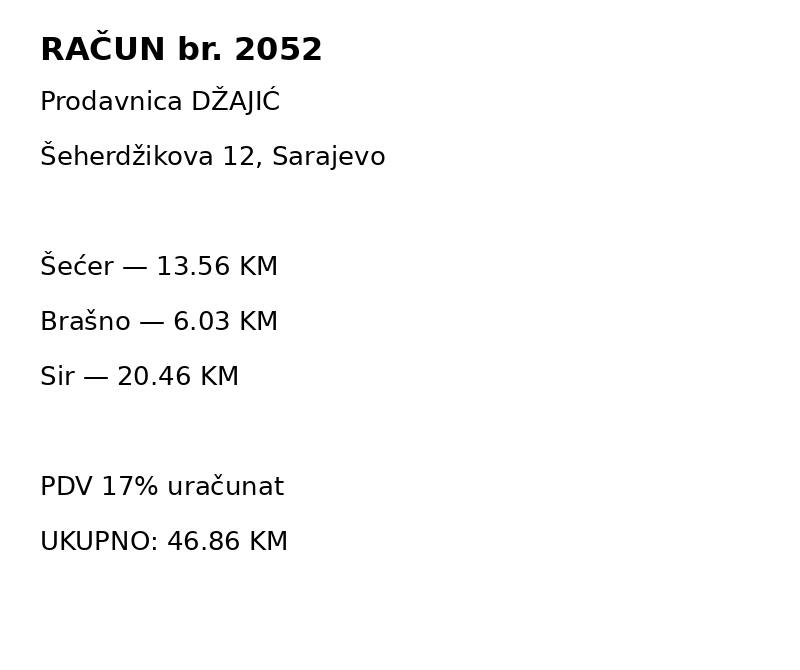 RAČUN br. 2052
Prodavnica DŽAJIĆ
Šeherdžikova 12, Sarajevo
Šećer — 13.56 KM
Brašno — 6.03 KM
Sir — 20.46 KM
PDV 17% uračunat
UKUPNO: 46.86 KM